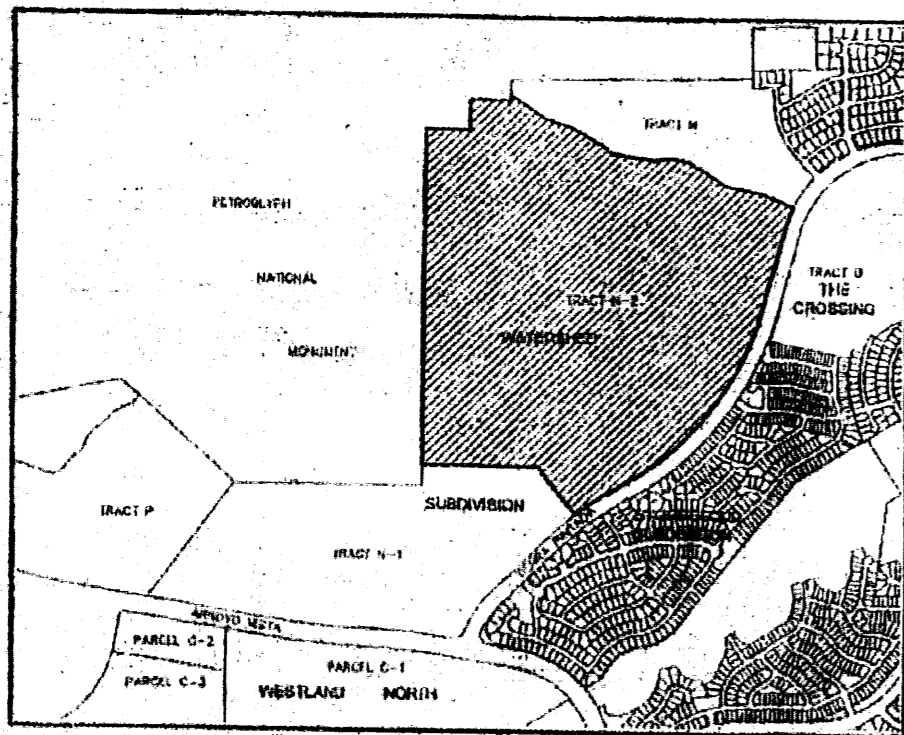 TRACT M
PETROGLYPH
NATIONAL
MONUMENT
TRACT N-2
WATERSHED
TRACT O
THE
CROSSING
SUBDIVISION
TRACT P
TRACT N-1
ARROYO VISTA
PARCEL C-2
PARCEL C-3
PARCEL C-1
WESTLAND NORTH